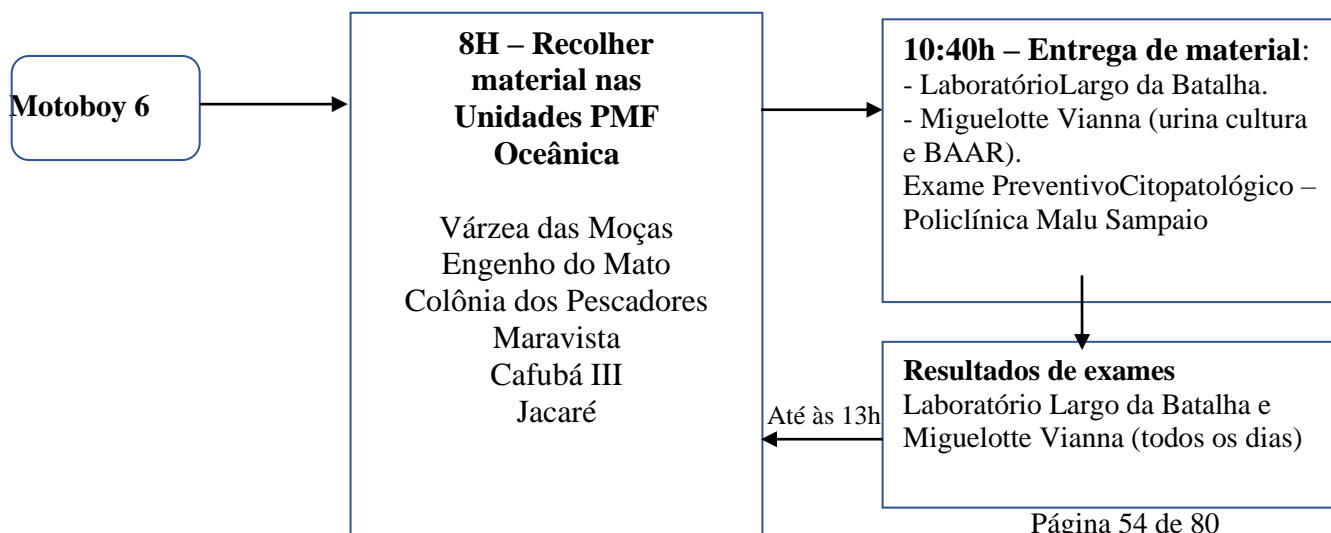 Motoboy 6
8H – Recolher
material nas
Unidades PMF
Oceânica
Várzea das Moças
Engenho do Mato
Colônia dos Pescadores
Maravista
Cafubá III
Jacaré
10:40h – Entrega de material:
- LaboratórioLargo da Batalha.
- Miguelotte Vianna (urina cultura
e BAAR).
Exame PreventivoCitopatológico –
Policlínica Malu Sampaio
Resultados de exames
Laboratório Largo da Batalha e
Miguelotte Vianna (todos os dias)
Até às 13h
Página 54 de 80